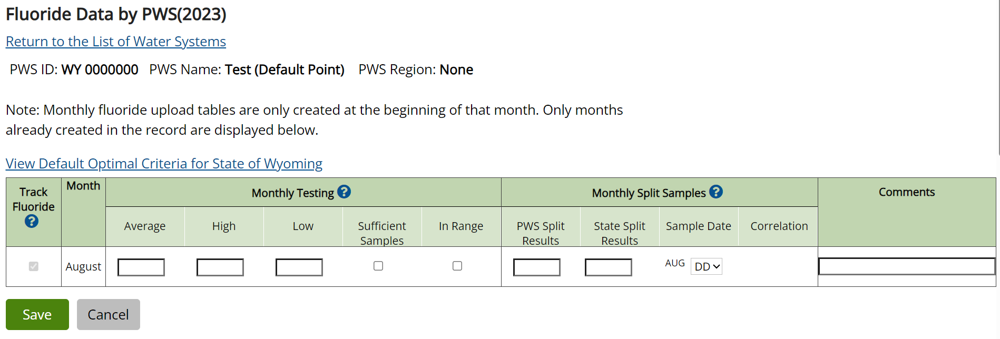 Fluoride Data by PWS(2023)
Return to the List of Water Systems
PWS ID: WY 0000000 PWS Name: Test (Default Point) PWS Region: None
Note: Monthly fluoride upload tables are only created at the beginning of that month. Only months
already created in the record are displayed below.
View Default Optimal Criteria for State of Wyoming
Track Fluoride ?
Month
Monthly Testing ?
Monthly Split Samples ?
Comments
Average
High
Low
Sufficient Samples
In Range
PWS Split Results
State Split Results
Sample Date
Correlation
August
AUG DD
Save
Cancel